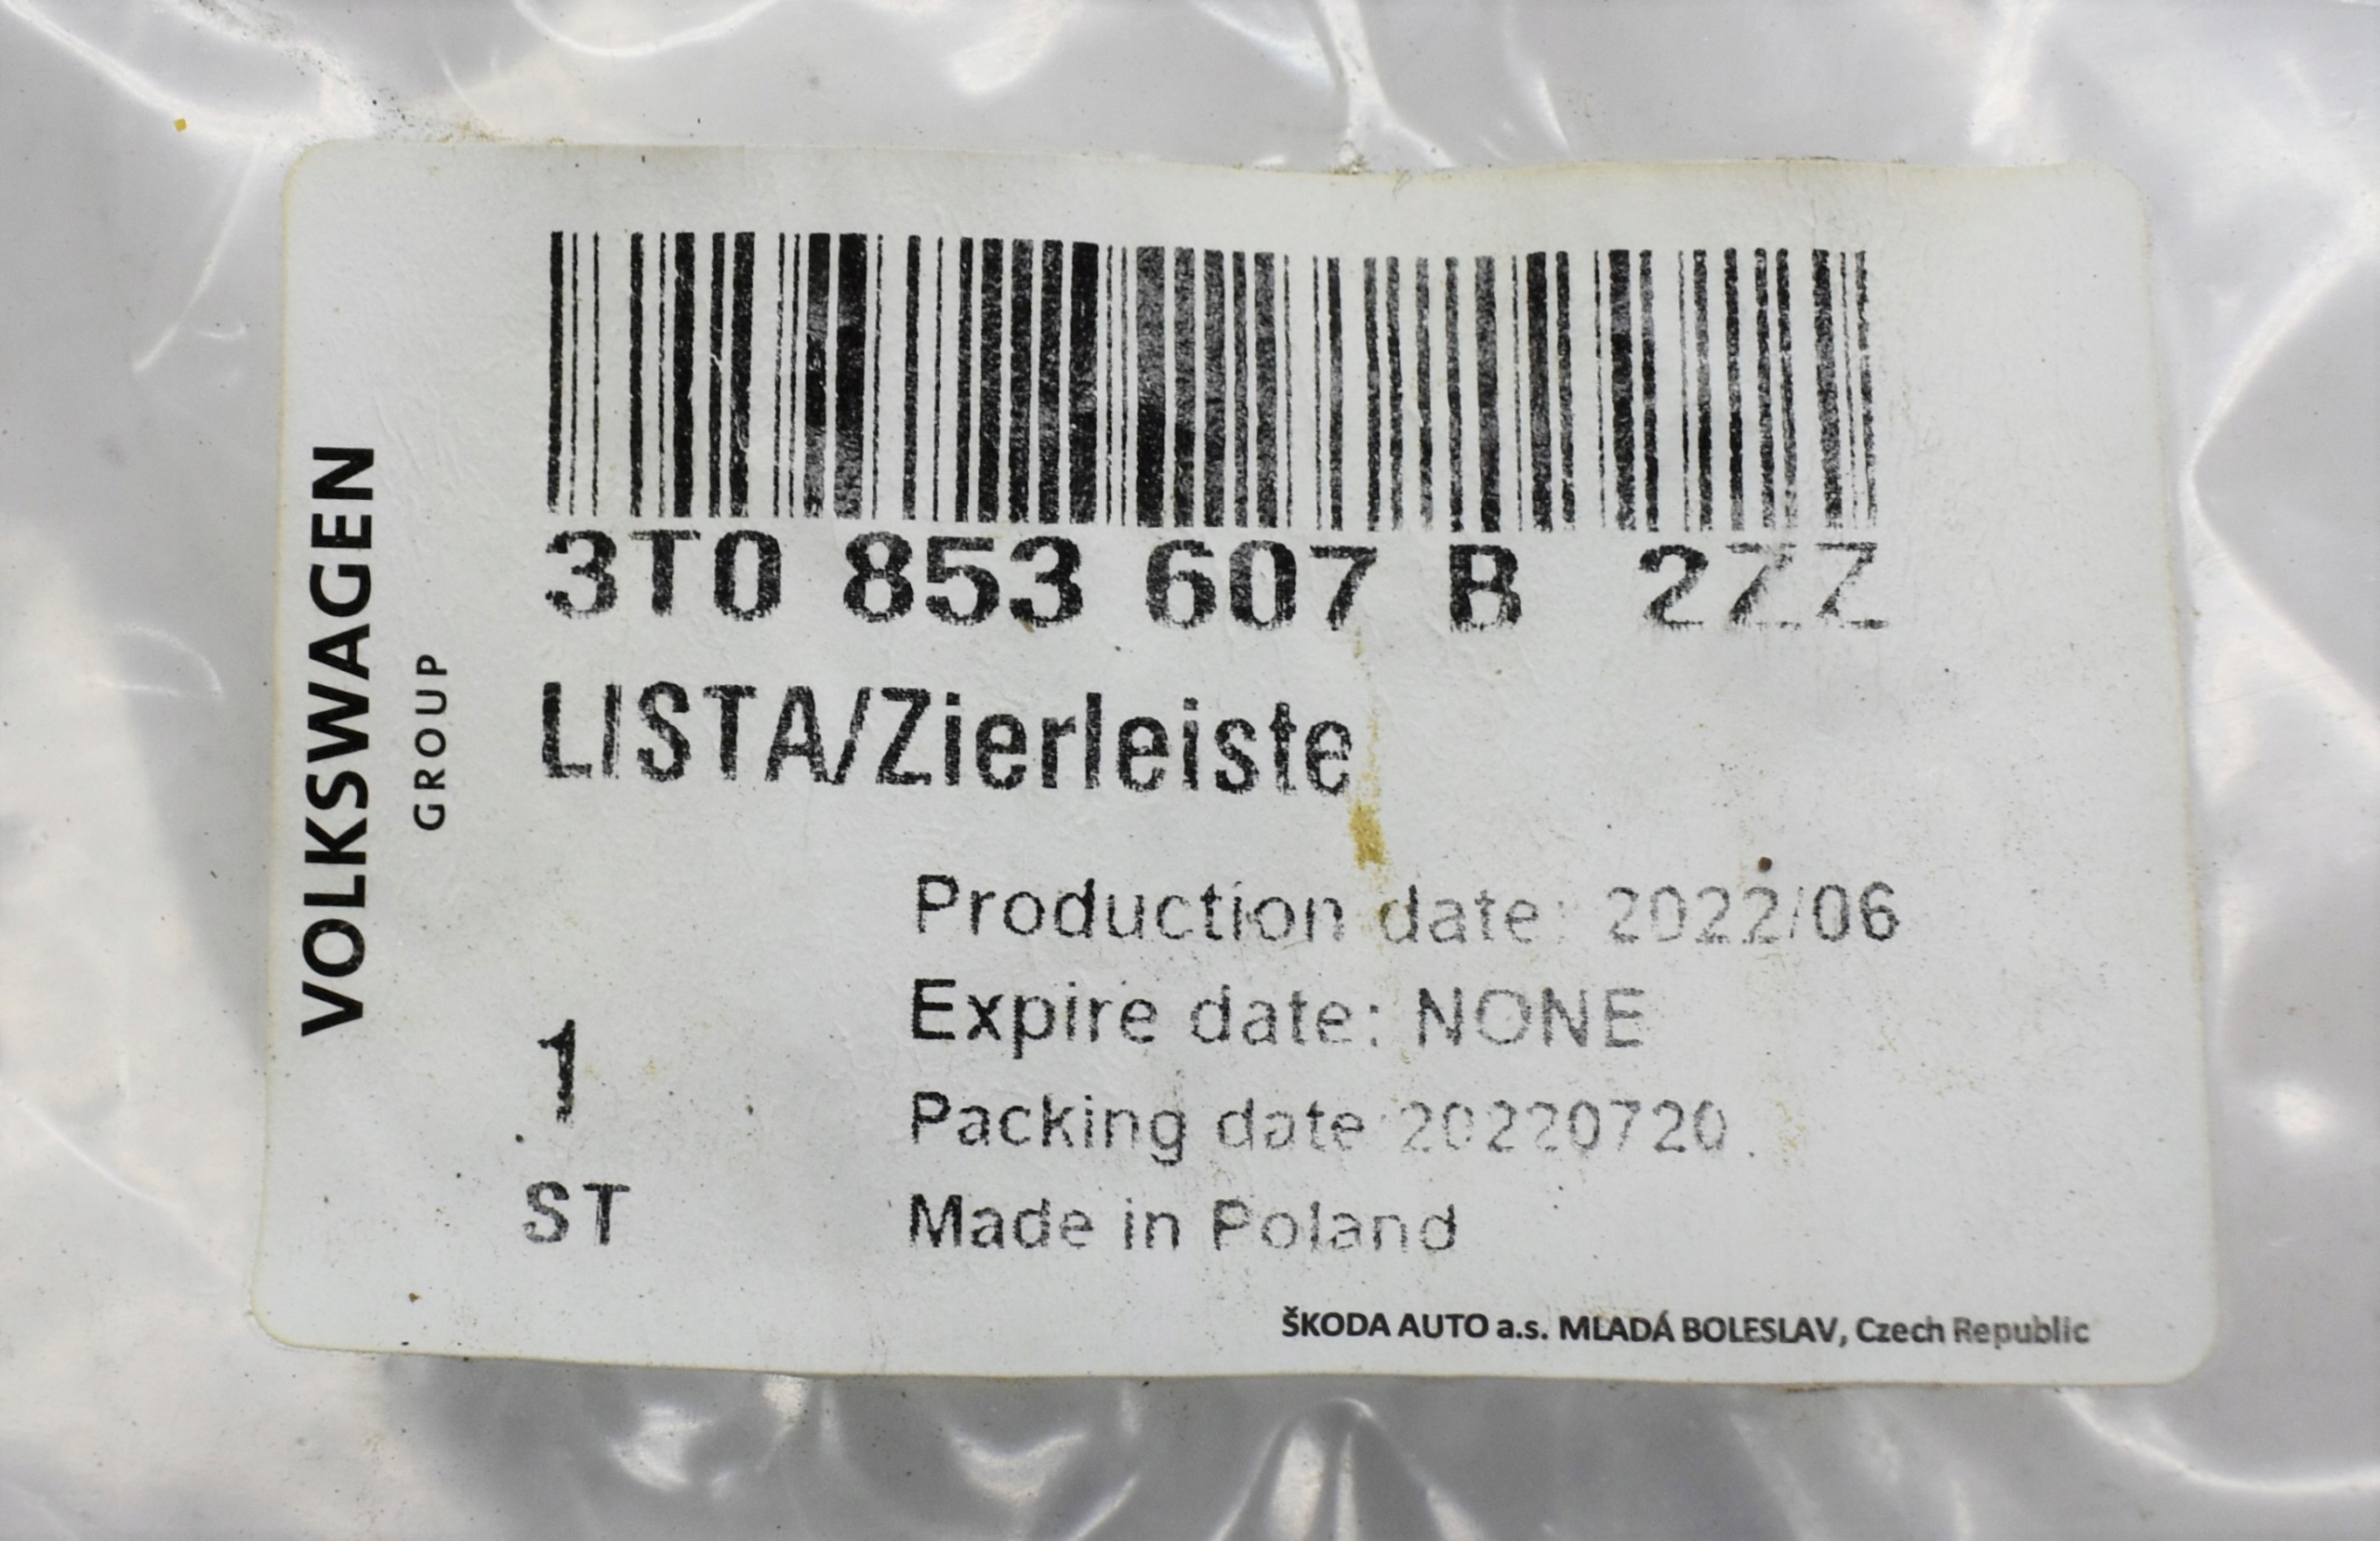 VOLKSWAGEN
GROUP
3T0 853 607 B 2ZZ
LISTA/Zierleiste
Production date: 2022/06
Expire date: NONE
1
Packing date:20220720
ST
Made in Poland
ŠKODA AUTO a.s. MLADÁ BOLESLAV, Czech Republic